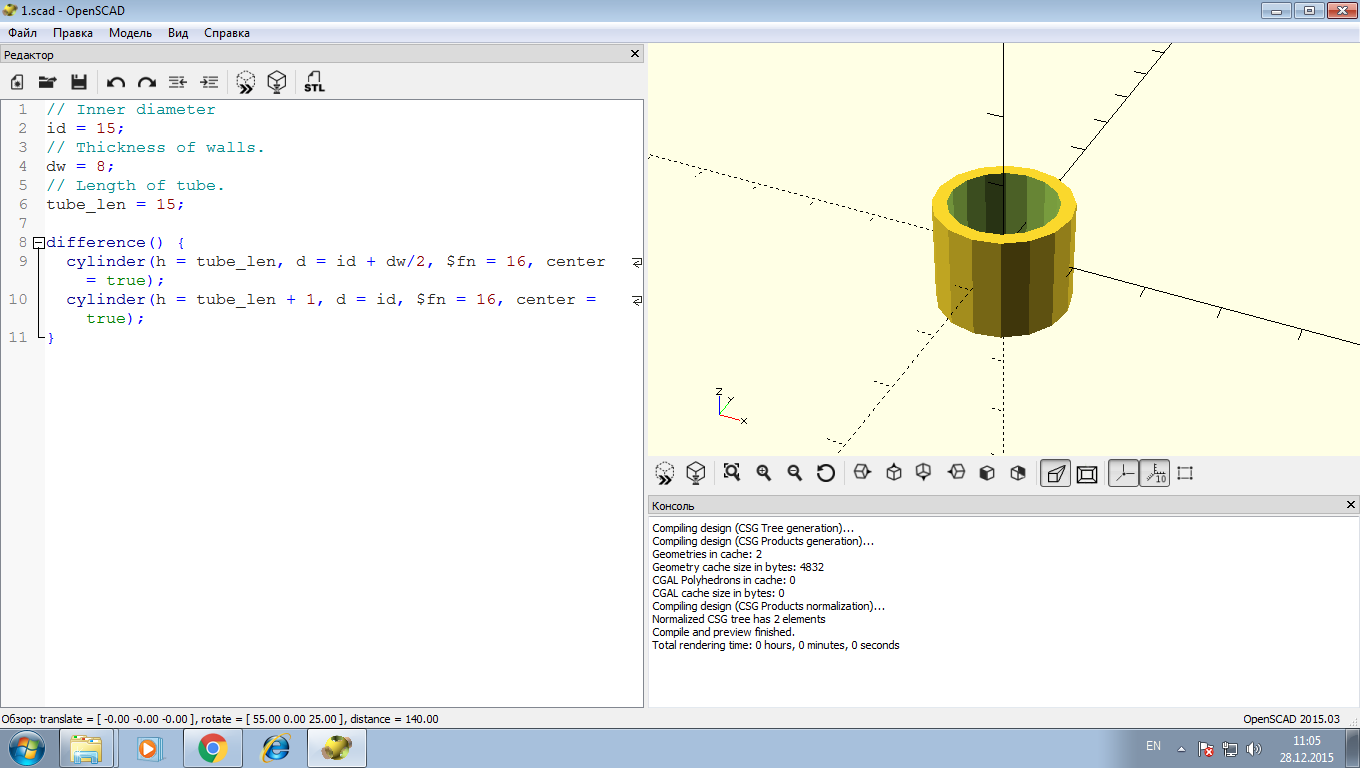 1.scad - OpenSCAD
Файл Правка Модель Вид Справка
Редактор
STL
1 // Inner diameter
2 id = 15;
3 // Thickness of walls.
4 dw = 8;
5 // Length of tube.
6 tube_len = 15;
7
8 difference() {
9 cylinder(h = tube_len, d = id + dw/2, $fn = 16, center
= true);
10 cylinder(h = tube_len + 1, d = id, $fn = 16, center =
true);
11 }
Z
Y
X
10
Консоль
Compiling design (CSG Tree generation)...
Compiling design (CSG Products generation)...
Geometries in cache: 2
Geometry cache size in bytes: 4832
CGAL Polyhedrons in cache: 0
CGAL cache size in bytes: 0
Compiling design (CSG Products normalization)...
Normalized CSG tree has 2 elements
Compile and preview finished.
Total rendering time: 0 hours, 0 minutes, 0 seconds
Обзор: translate = [ -0.00 -0.00 -0.00 ], rotate = [ 55.00 0.00 25.00 ], distance = 140.00
OpenSCAD 2015.03
EN
11:05
28.12.2015